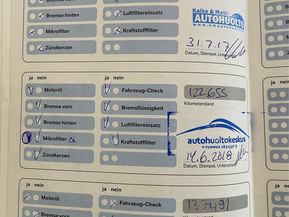 Bremse hinten
Luftfiltereinsatz
Mikrofilter
Kraftstofffilter
Zündkerzen
AUTOHUOLTO
31.7.17
Datum, Stempel, Unterschrift
ja nein
ja nein
Motoröl
Fahrzeug-Check
122655
Bremse vorn
Bremsflüssigkeit
Kilometerstand
Bremse hinten
Luftfiltereinsatz
Mikrofilter Ok
Kraftstofffilter
autohuoltokeskus
Zündkerzen
14.6.2018
Datum, Stempel, Unterschrift
ja nein
ja nein
Motoröl
Fahrzeug-Check
Bremse vorn